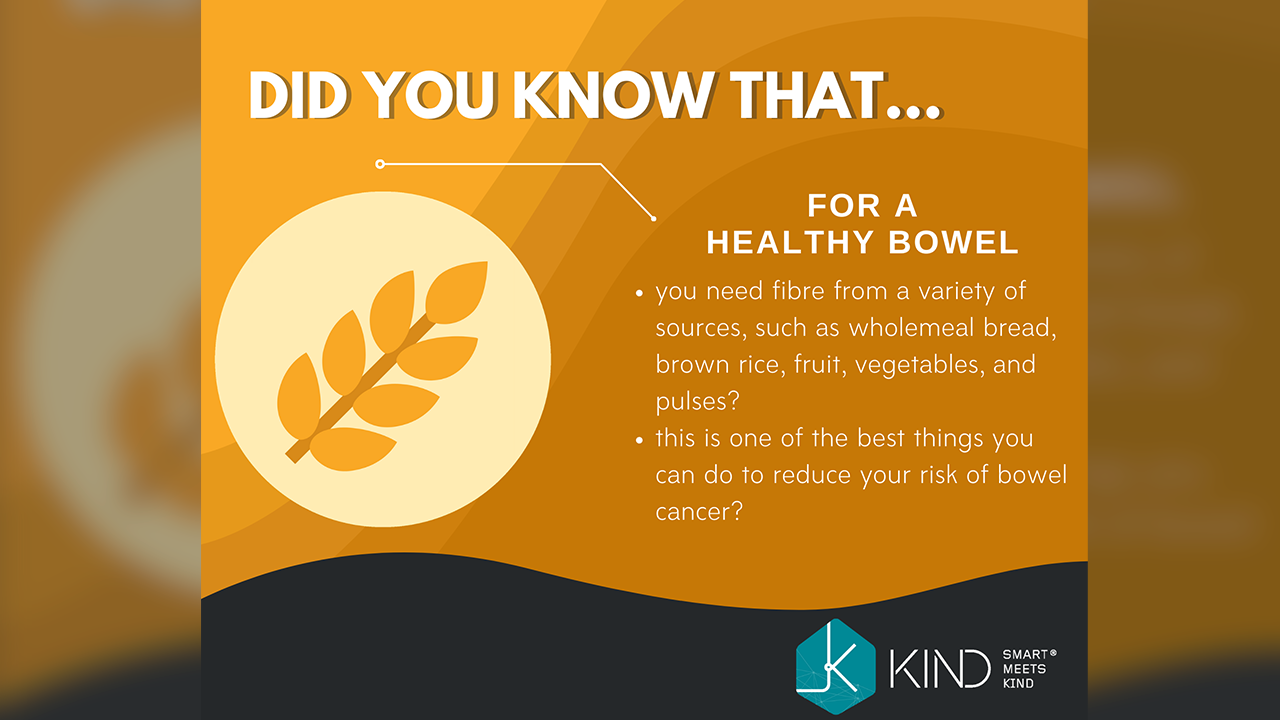 DID YOU KNOW THAT...
FOR A
HEALTHY BOWEL
• you need fibre from a variety of
sources, such as wholemeal bread,
brown rice, fruit, vegetables, and
pulses?
• this is one of the best things you
can do to reduce your risk of bowel
cancer?
KIND
SMART®
MEETS
KIND